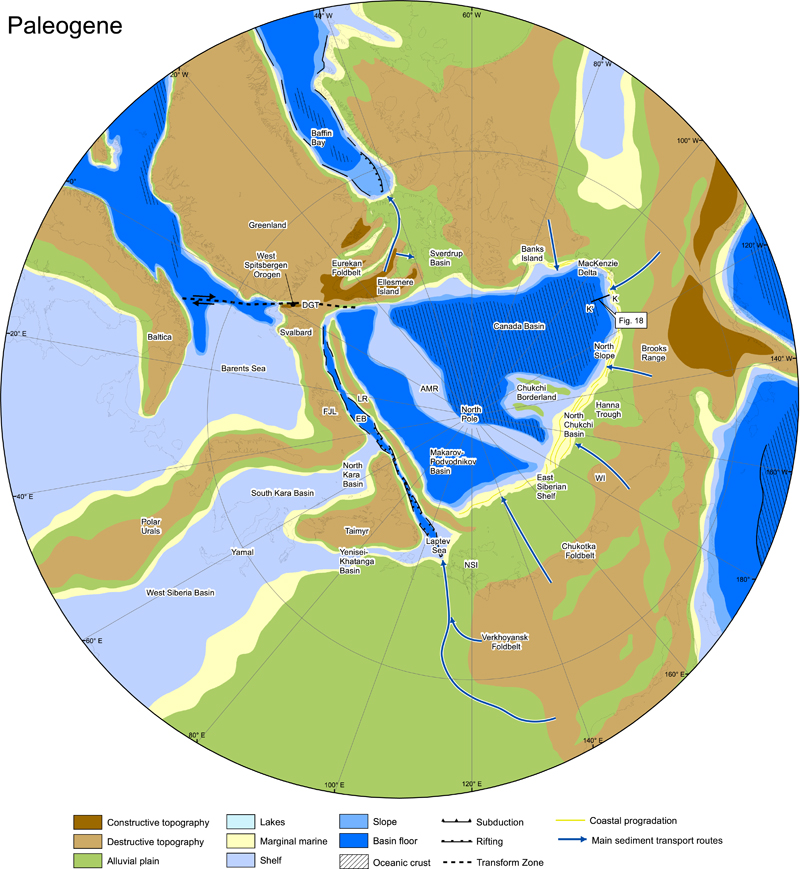 Paleogene
40° W
60° W
80° W
20° W
100° W
Baffin
Bay
Greenland
West
Spitsbergen
Orogen
Eurekan
Foldbelt
Sverdrup
Basin
Ellesmere
Island
Banks
Island
MacKenzie
Delta
120° W
DGT
K
K'
Fig. 18
Canada Basin
20° E
Baltica
Svalbard
Barents Sea
North
Slope
Brooks
Range
140° W
AMR
Chukchi
Borderland
LR
FJL
EB
North
Pole
Hanna
Trough
North
Chukchi
Basin
Makarov-
Podvodnikov
Basin
North
Kara
Basin
East
Siberian
Shelf
WI
160° W
40° E
South Kara Basin
Polar
Urals
Taimyr
Yamal
Yenisei-
Khatanga
Basin
Laptev
Sea
NSI
Chukotka
Foldbelt
180°
West Siberia Basin
60° E
Verkhoyansk
Foldbelt
160° E
80° E
140° E
100° E
120° E
Constructive topography
Destructive topography
Alluvial plain
Lakes
Marginal marine
Shelf
Slope
Basin floor
Oceanic crust
Subduction
Rifting
Transform Zone
Coastal progradation
Main sediment transport routes